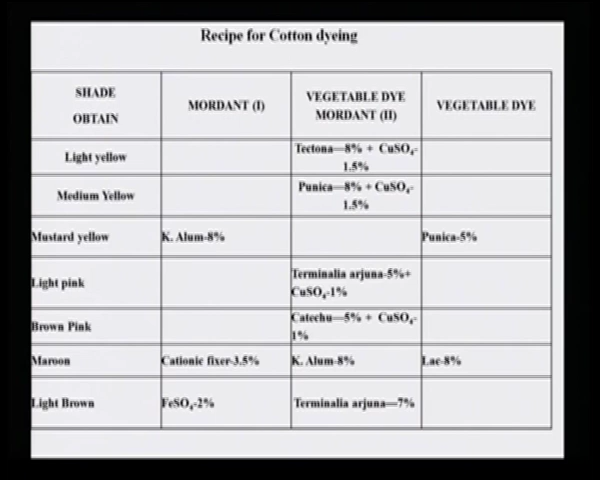 Recipe for Cotton dyeing
SHADE
OBTAIN
MORDANT (I)
VEGETABLE DYE
MORDANT (II)
VEGETABLE DYE
Light yellow
Tectona—8% + CuSO₄-
1.5%
Medium Yellow
Punica—8% + CuSO₄-
1.5%
Mustard yellow
K. Alum-8%
Punica-5%
Light pink
Terminalia arjuna-5%+
CuSO₄-1%
Brown Pink
Catechu—5% + CuSO₄-
1%
Maroon
Cationic fixer-3.5%
K. Alum-8%
Lac-8%
Light Brown
FeSO₄-2%
Terminalia arjuna—7%